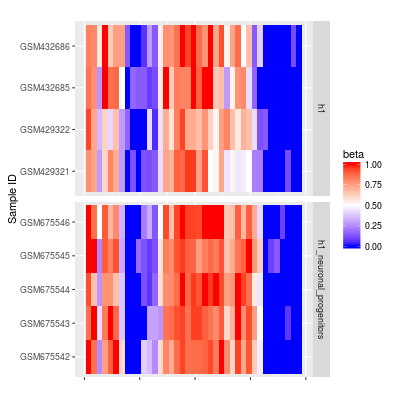 GSM432686
GSM432685
GSM429322
GSM429321
h1
GSM675546
GSM675545
GSM675544
GSM675543
GSM675542
h1_neuronal_progenitors
Sample ID
beta
1.00
0.75
0.50
0.25
0.00